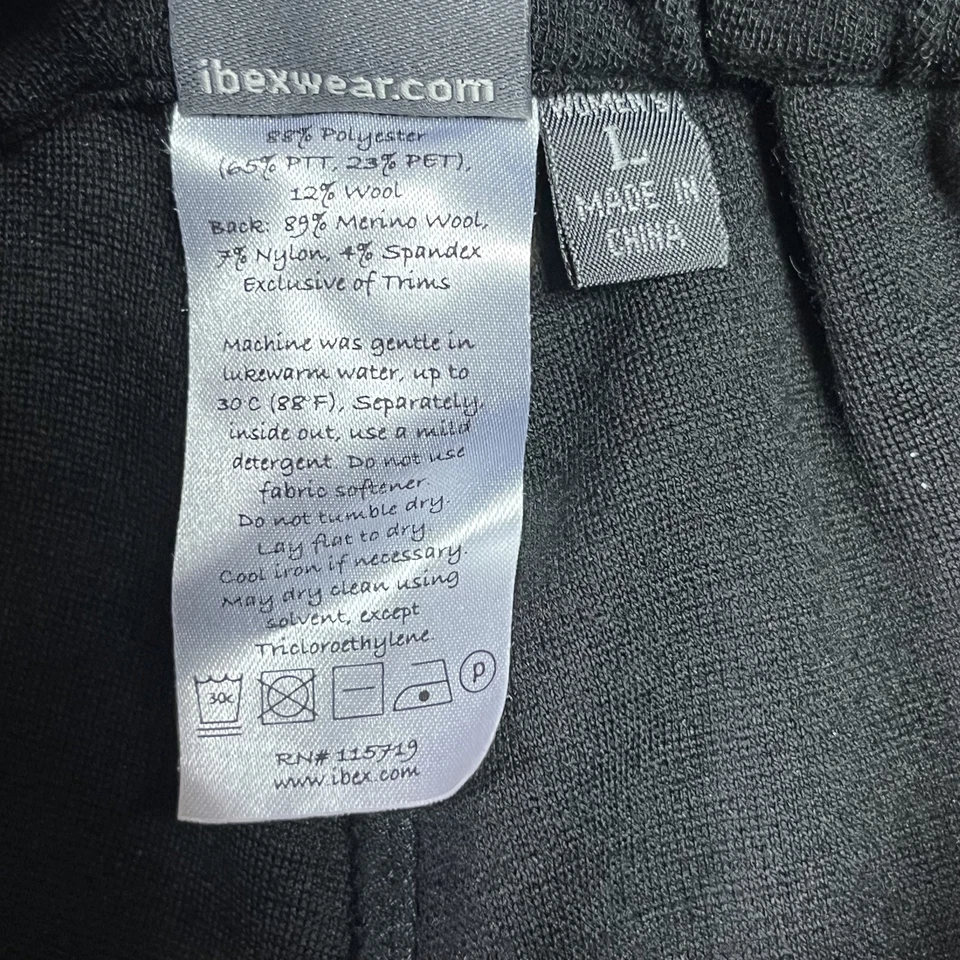 ibexwear.com
88% Polyester
(65% PTT, 23% PET),
12% Wool
Back: 89% Merino Wool,
7% Nylon, 4% Spandex
Exclusive of Trims
Machine was gentle in
lukewarm water, up to
30 C (88°F), Separately,
inside out, use a mild
detergent. Do not use
fabric softener.
Do not tumble dry.
Lay flat to dry
Cool iron if necessary.
May dry clean using
solvent, except
Tricloroethylene
30c
P
RN# 115719
www.ibex.com
WOMEN'S
L
MADE IN
CHINA